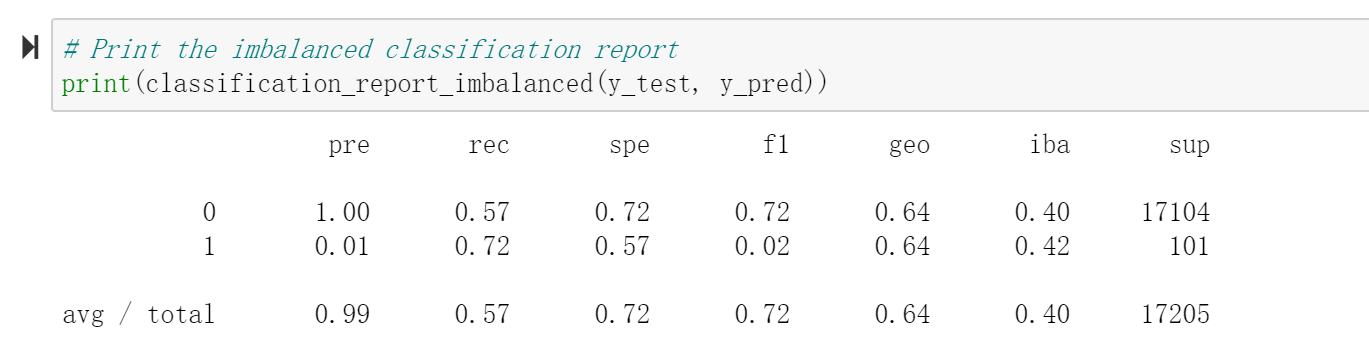 # Print the imbalanced classification report
print(classification_report_imbalanced(y_test, y_pred))
pre rec spe f1 geo iba sup
0 1.00 0.57 0.72 0.72 0.64 0.40 17104
1 0.01 0.72 0.57 0.02 0.64 0.42 101
avg / total 0.99 0.57 0.72 0.72 0.64 0.40 17205